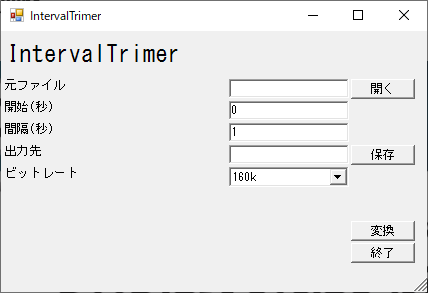 IntervalTrimer
IntervalTrimer
元ファイル 開く
開始(秒) 0
間隔(秒) 1
出力先 保存
ビットレート 160k
変換
終了